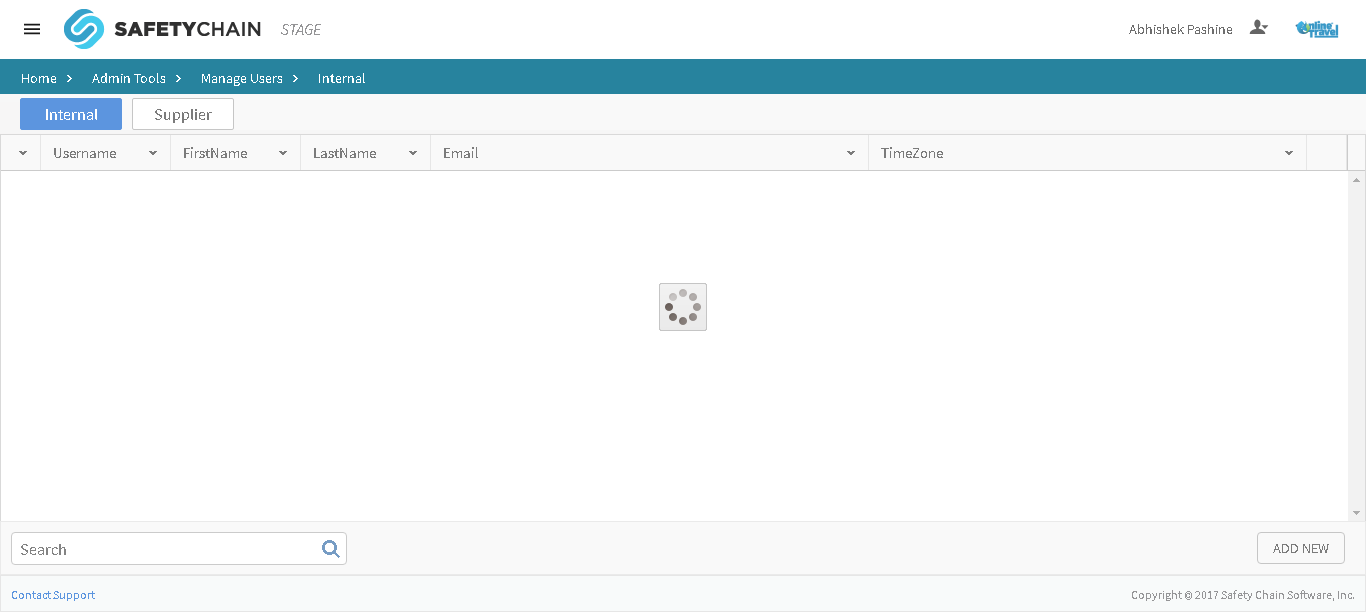 SAFETYCHAIN STAGE Abhishek Pashine Online Travel
Home Admin Tools Manage Users Internal
Internal Supplier
Username FirstName LastName Email TimeZone
Search ADD NEW
Contact Support Copyright © 2017 Safety Chain Software, Inc.